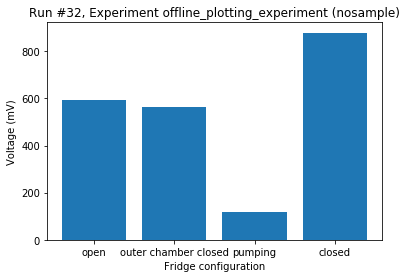 Run #32, Experiment offline_plotting_experiment (nosample)
Voltage (mV)
800
600
400
200
0
open outer chamber closed pumping closed
Fridge configuration